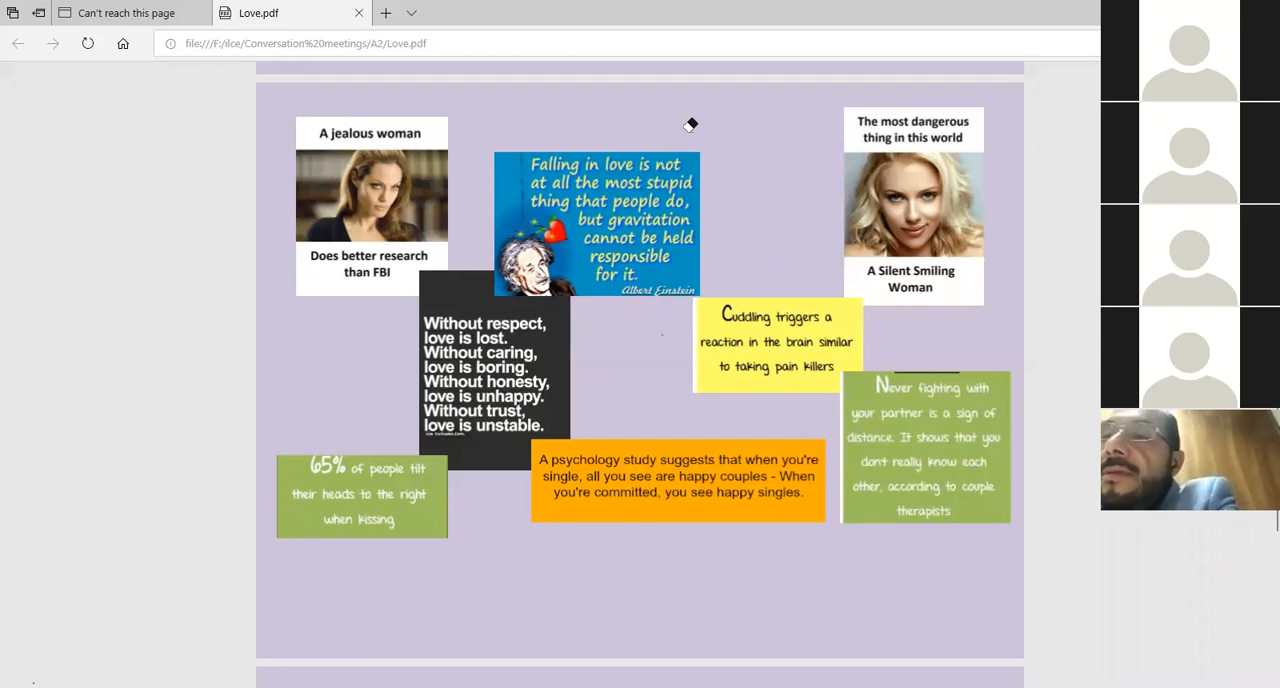 Can't reach this page
Love.pdf
file:///F:/ilce/Conversation%20meetings/A2/Love.pdf
A jealous woman
Does better research
than FBI
Falling in love is not
at all the most stupid
thing that people do,
but gravitation
cannot be held
responsible
for it.
Albert Einstein
The most dangerous
thing in this world
A Silent Smiling
Woman
Without respect,
love is lost.
Without caring,
love is boring.
Without honesty,
love is unhappy.
Without trust,
love is unstable.
Cuddling triggers a
reaction in the brain similar
to taking pain killers
Never fighting with
your partner is a sign of
distance. It shows that you
don't really know each
other, according to couple
therapists
65% of people tilt
their heads to the right
when kissing
A psychology study suggests that when you're
single, all you see are happy couples - When
you're committed, you see happy singles.